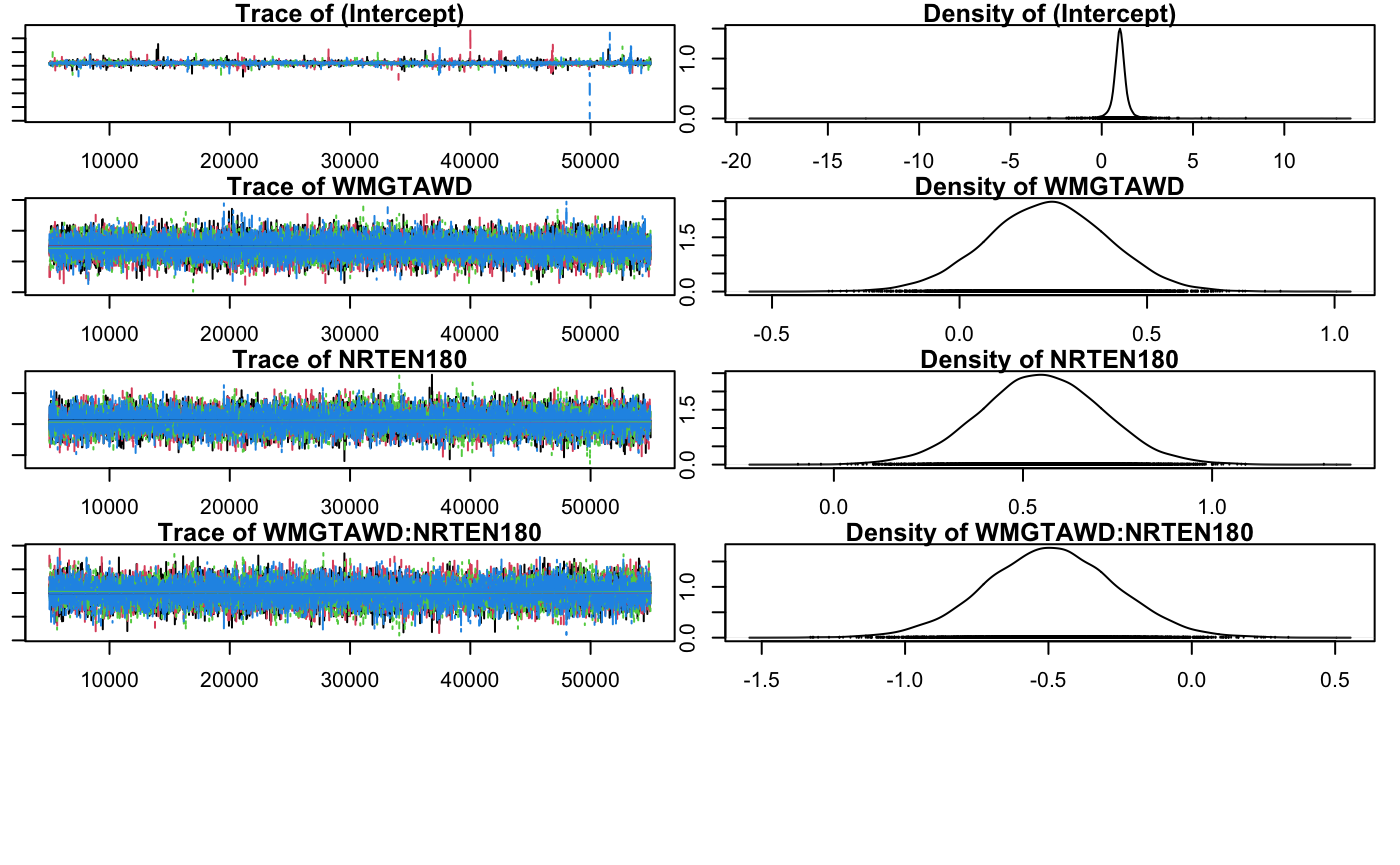 Trace of (Intercept)
Density of (Intercept)
0.0 1.0
10000 20000 30000 40000 50000
-20 -15 -10 -5 0 5 10
Trace of WMGTAWD
Density of WMGTAWD
0.0 1.5
10000 20000 30000 40000 50000
-0.5 0.0 0.5 1.0
Trace of NRTEN180
Density of NRTEN180
0.0 1.5
10000 20000 30000 40000 50000
0.0 0.5 1.0
Trace of WMGTAWD:NRTEN180
Density of WMGTAWD:NRTEN180
0.0 1.0
10000 20000 30000 40000 50000
-1.5 -1.0 -0.5 0.0 0.5